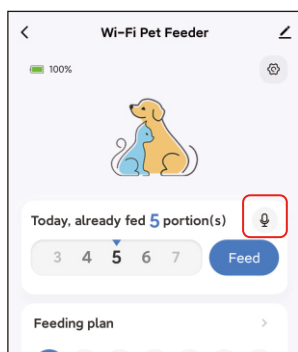 Wi-Fi Pet Feeder
100%
Today, already fed 5 portion(s)
3 4 5 6 7 Feed
Feeding plan